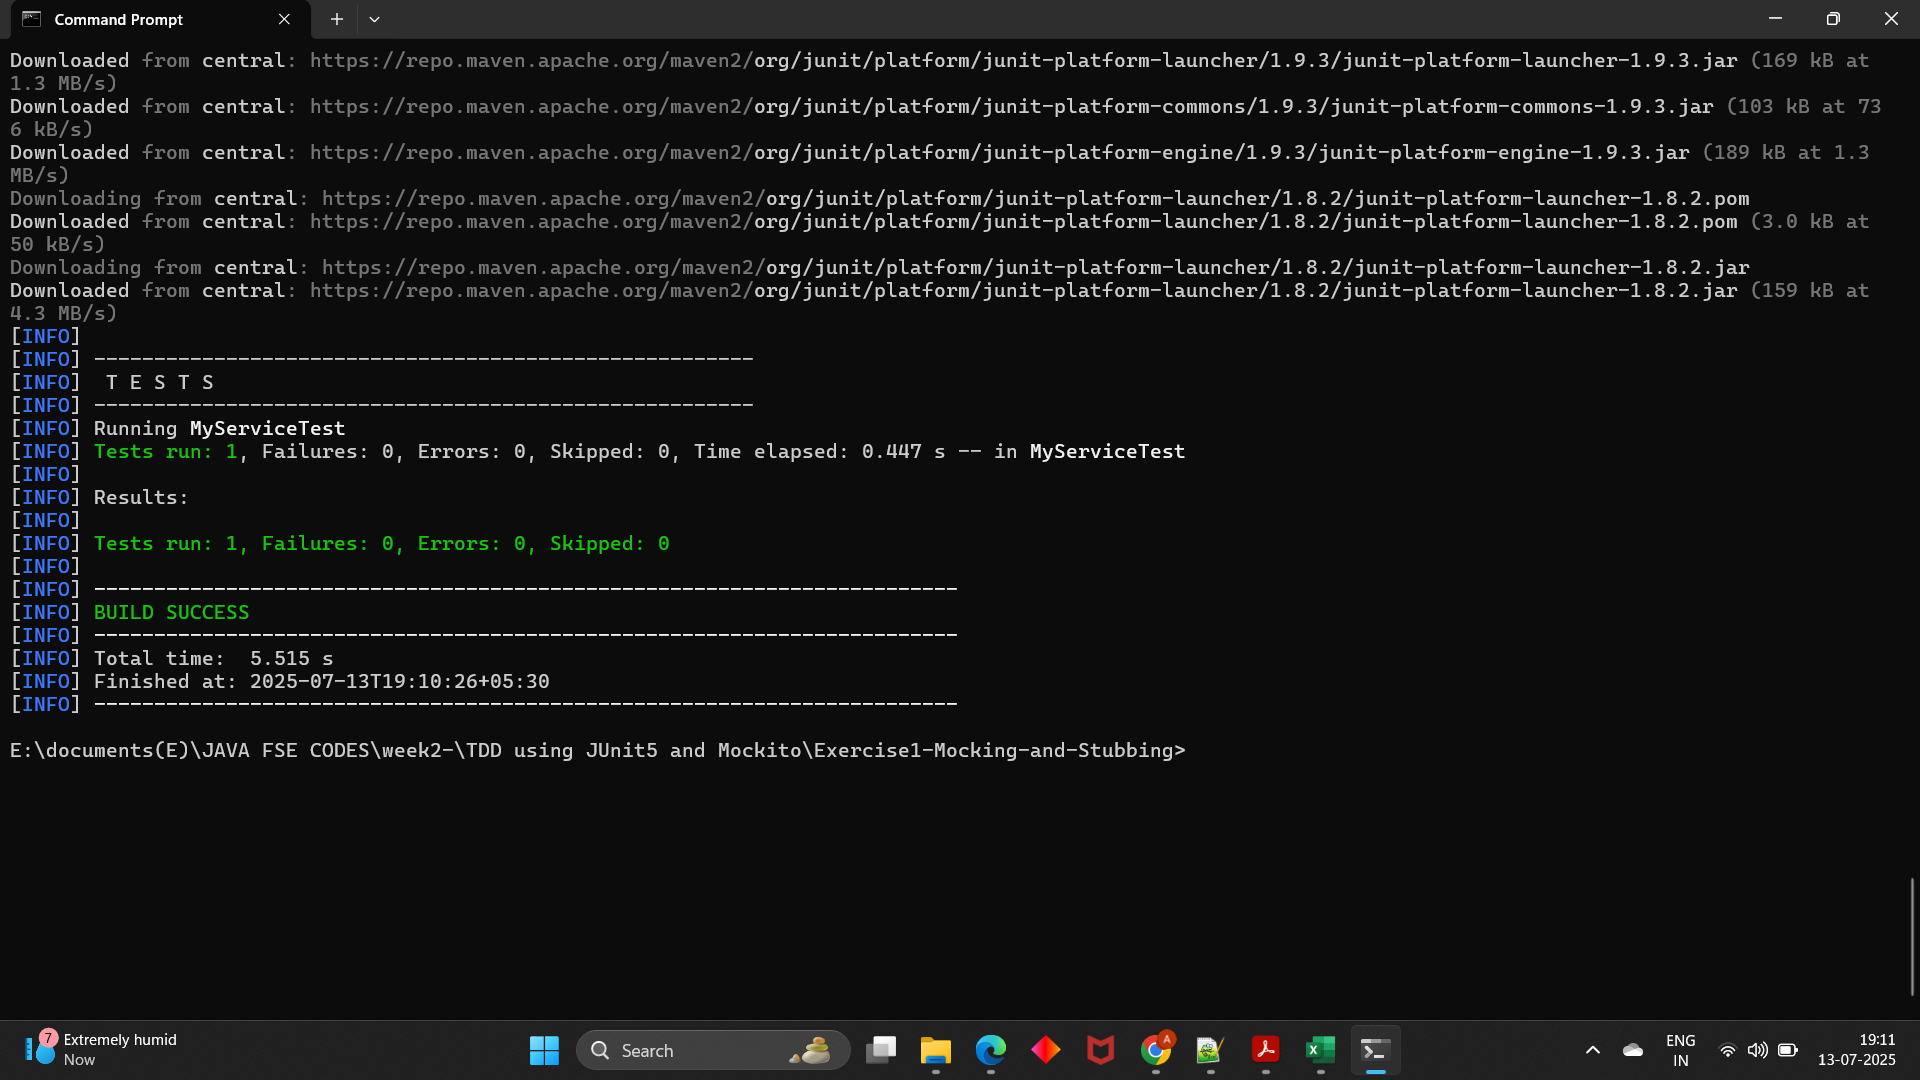 Command Prompt
Downloaded from central: https://repo.maven.apache.org/maven2/org/junit/platform/junit-platform-launcher/1.9.3/junit-platform-launcher-1.9.3.jar (169 kB at
1.3 MB/s)
Downloaded from central: https://repo.maven.apache.org/maven2/org/junit/platform/junit-platform-commons/1.9.3/junit-platform-commons-1.9.3.jar (103 kB at 73
6 kB/s)
Downloaded from central: https://repo.maven.apache.org/maven2/org/junit/platform/junit-platform-engine/1.9.3/junit-platform-engine-1.9.3.jar (189 kB at 1.3
MB/s)
Downloading from central: https://repo.maven.apache.org/maven2/org/junit/platform/junit-platform-launcher/1.8.2/junit-platform-launcher-1.8.2.pom
Downloaded from central: https://repo.maven.apache.org/maven2/org/junit/platform/junit-platform-launcher/1.8.2/junit-platform-launcher-1.8.2.pom (3.0 kB at
50 kB/s)
Downloading from central: https://repo.maven.apache.org/maven2/org/junit/platform/junit-platform-launcher/1.8.2/junit-platform-launcher-1.8.2.jar
Downloaded from central: https://repo.maven.apache.org/maven2/org/junit/platform/junit-platform-launcher/1.8.2/junit-platform-launcher-1.8.2.jar (159 kB at
4.3 MB/s)
[INFO]
[INFO] -------------------------------------------------------
[INFO]  T E S T S
[INFO] -------------------------------------------------------
[INFO] Running MyServiceTest
[INFO] Tests run: 1, Failures: 0, Errors: 0, Skipped: 0, Time elapsed: 0.447 s -- in MyServiceTest
[INFO]
[INFO] Results:
[INFO]
[INFO] Tests run: 1, Failures: 0, Errors: 0, Skipped: 0
[INFO]
[INFO] ------------------------------------------------------------------------
[INFO] BUILD SUCCESS
[INFO] ------------------------------------------------------------------------
[INFO] Total time:  5.515 s
[INFO] Finished at: 2025-07-13T19:10:26+05:30
[INFO] ------------------------------------------------------------------------
E:\documents(E)\JAVA FSE CODES\week2-\TDD using JUnit5 and Mockito\Exercise1-Mocking-and-Stubbing>
7
Extremely humid
Now
Search
A
ENG
IN
19:11
13-07-2025